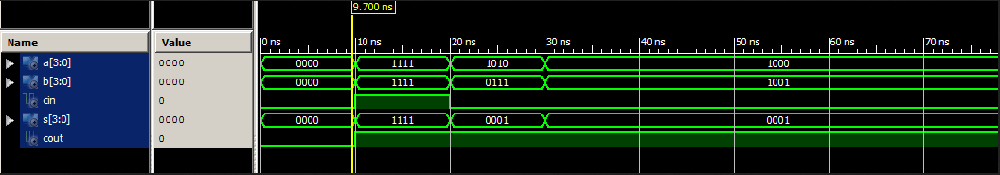 9.700 ns
Name Value 0 ns 10 ns 20 ns 30 ns 40 ns 50 ns 60 ns 70 ns
a[3:0] 0000 0000 1111 1010 1000
b[3:0] 0000 0000 1111 0111 1001
cin 0
s[3:0] 0000 0000 1111 0001 0001
cout 0